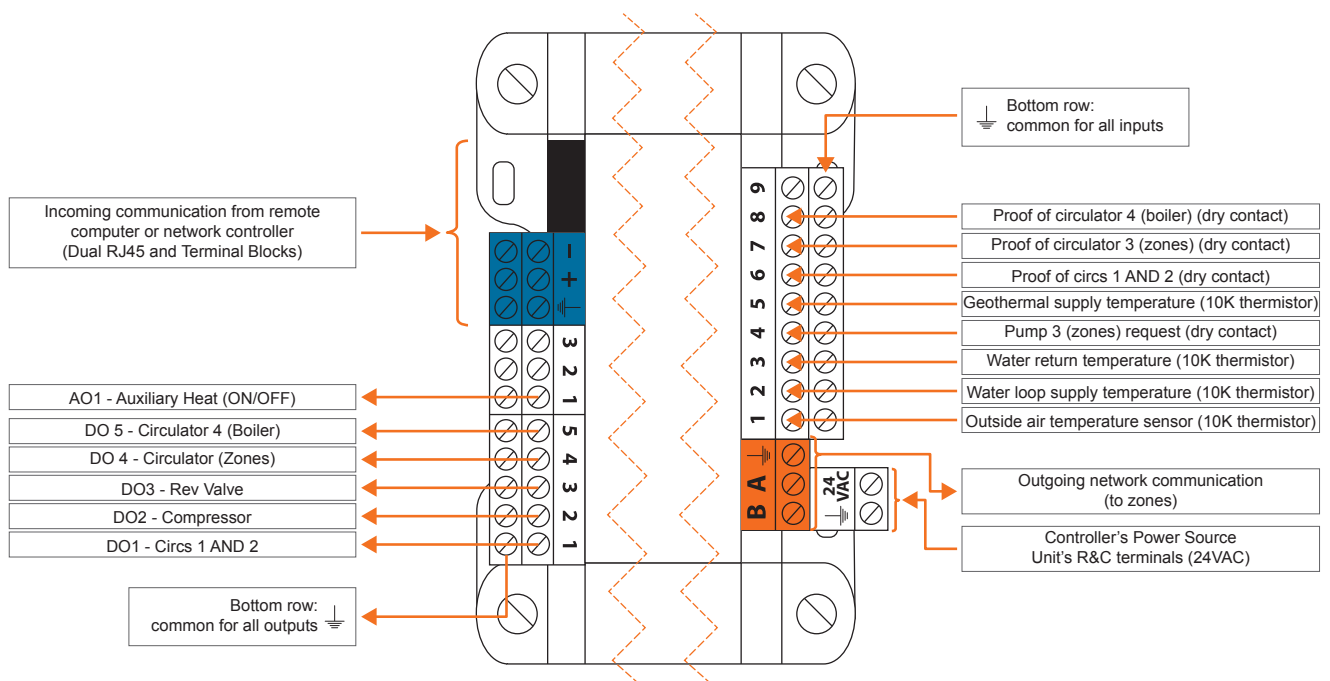 Bottom row:
common for all inputs
Incoming communication from remote
computer or network controller
(Dual RJ45 and Terminal Blocks)
AO1 - Auxiliary Heat (ON/OFF)
DO 5 - Circulator 4 (Boiler)
DO 4 - Circulator (Zones)
DO3 - Rev Valve
DO2 - Compressor
DO1 - Circs 1 AND 2
Bottom row:
common for all outputs
-
+
3
2
1
5
4
3
2
1
9
8
7
6
5
4
3
2
1
A
B
24
VAC
Proof of circulator 4 (boiler) (dry contact)
Proof of circulator 3 (zones) (dry contact)
Proof of circs 1 AND 2 (dry contact)
Geothermal supply temperature (10K thermistor)
Pump 3 (zones) request (dry contact)
Water return temperature (10K thermistor)
Water loop supply temperature (10K thermistor)
Outside air temperature sensor (10K thermistor)
Outgoing network communication
(to zones)
Controller's Power Source
Unit's R&C terminals (24VAC)